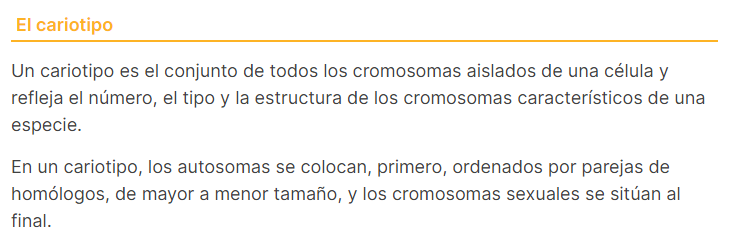 El cariotipo
Un cariotipo es el conjunto de todos los cromosomas aislados de una célula y
refleja el número, el tipo y la estructura de los cromosomas característicos de una
especie.
En un cariotipo, los autosomas se colocan, primero, ordenados por parejas de
homólogos, de mayor a menor tamaño, y los cromosomas sexuales se sitúan al
final.